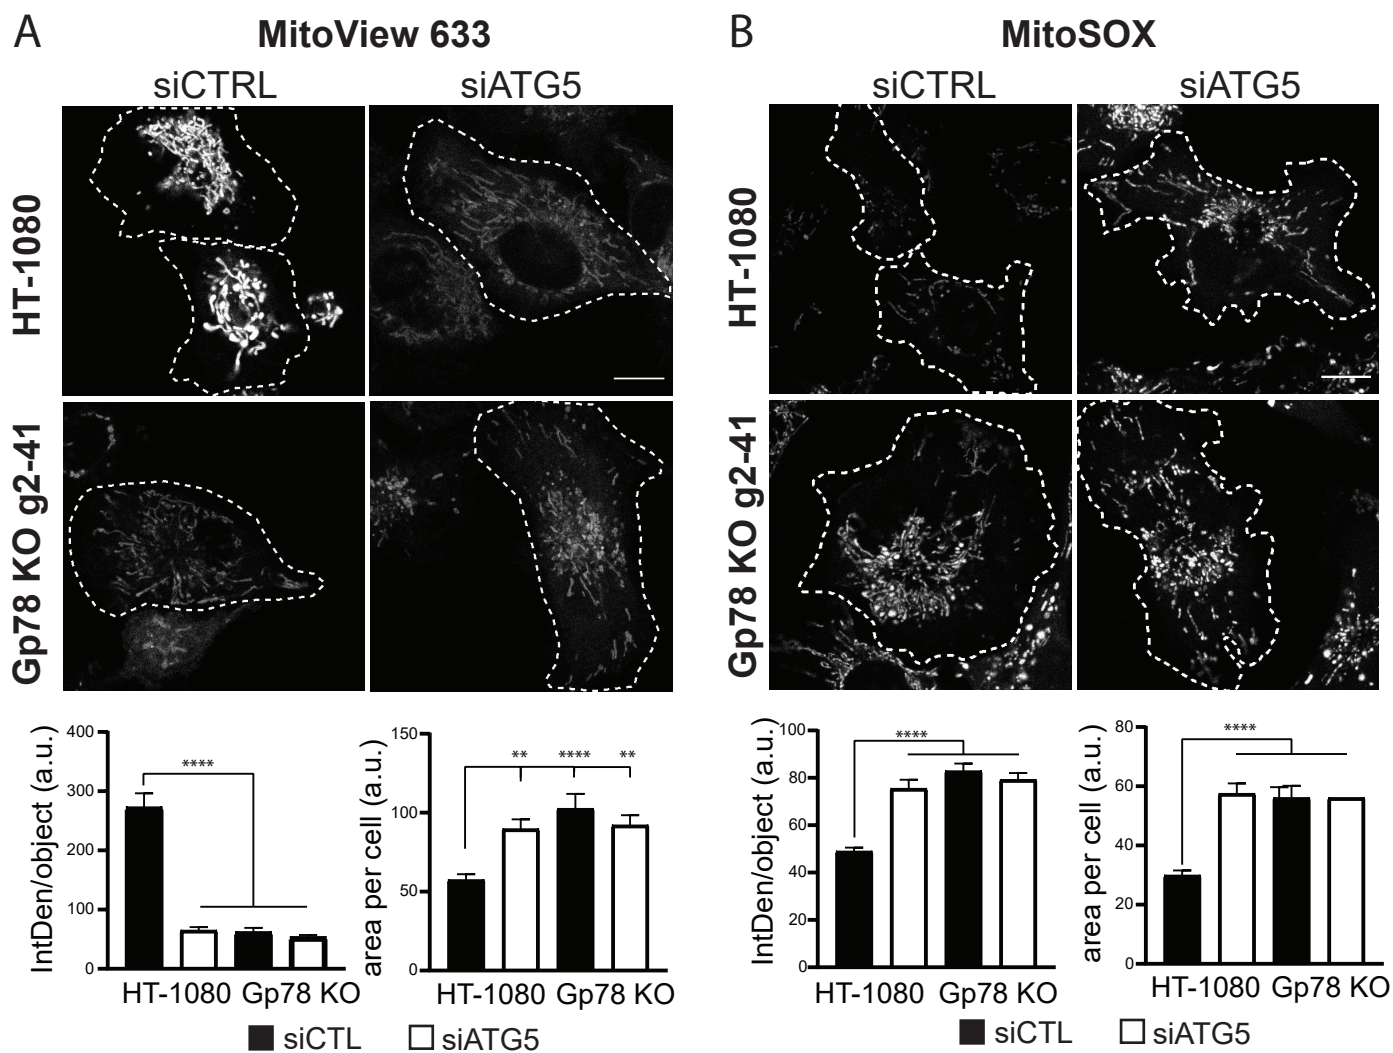 A
MitoView 633
B
MitoSOX
siCTRL
siATG5
siCTRL
siATG5
HT-1080
HT-1080
Gp78 KO g2-41
Gp78 KO g2-41
IntDen/object (a.u.)
400
300
200
100
0
****
HT-1080 Gp78 KO
area per cell (a.u.)
150
100
50
0
** **** **
HT-1080 Gp78 KO
siCTL siATG5
IntDen/object (a.u.)
100
80
60
40
20
0
****
HT-1080 Gp78 KO
area per cell (a.u.)
80
60
40
20
0
****
HT-1080 Gp78 KO
siCTL siATG5